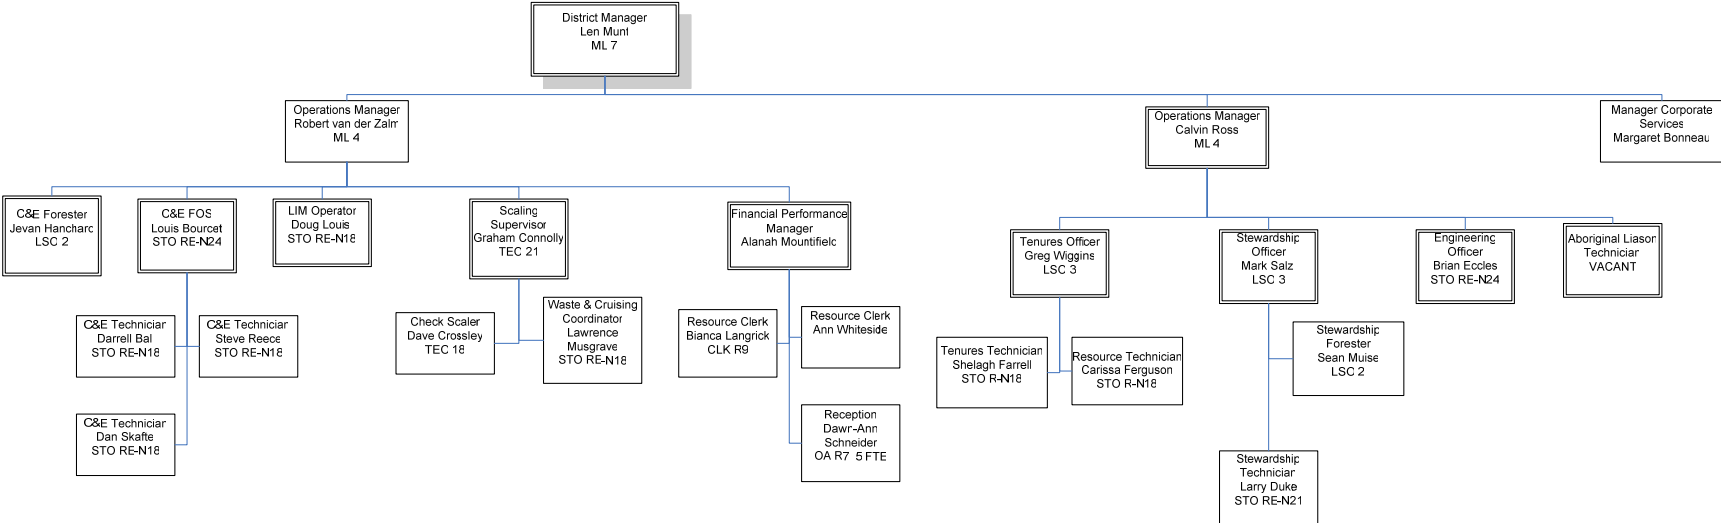 District Manager
Len Munt
ML 7
Operations Manager
Robert van der Zalm
ML 4
Operations Manager
Calvin Ross
ML 4
Manager Corporate
Services
Margaret Bonneau
C&E Forester
Jevan Hanchard
LSC 2
C&E FOS
Louis Bourcet
STO RE-N24
LIM Operator
Doug Louis
STO RE-N18
Scaling
Supervisor
Graham Connolly
TEC 21
Financial Performance
Manager
Alanah Mountifield
Tenures Officer
Greg Wiggins
LSC 3
Stewardship
Officer
Mark Salz
LSC 3
Engineering
Officer
Brian Eccles
STO RE-N24
Aboriginal Liason
Technician
VACANT
C&E Technician
Darrell Bal
STO RE-N18
C&E Technician
Steve Reece
STO RE-N18
Check Scaler
Dave Crossley
TEC 18
Waste & Cruising
Coordinator
Lawrence
Musgrave
STO RE-N18
Resource Clerk
Bianca Langrick
CLK R9
Resource Clerk
Ann Whiteside
Tenures Technician
Shelagh Farrell
STO R-N18
Resource Technician
Carissa Ferguson
STO R-N18
Stewardship
Forester
Sean Muise
LSC 2
C&E Technician
Dan Skafte
STO RE-N18
Reception
Dawn-Ann
Schneider
OA R7 5 FTE
Stewardship
Technician
Larry Duke
STO RE-N21